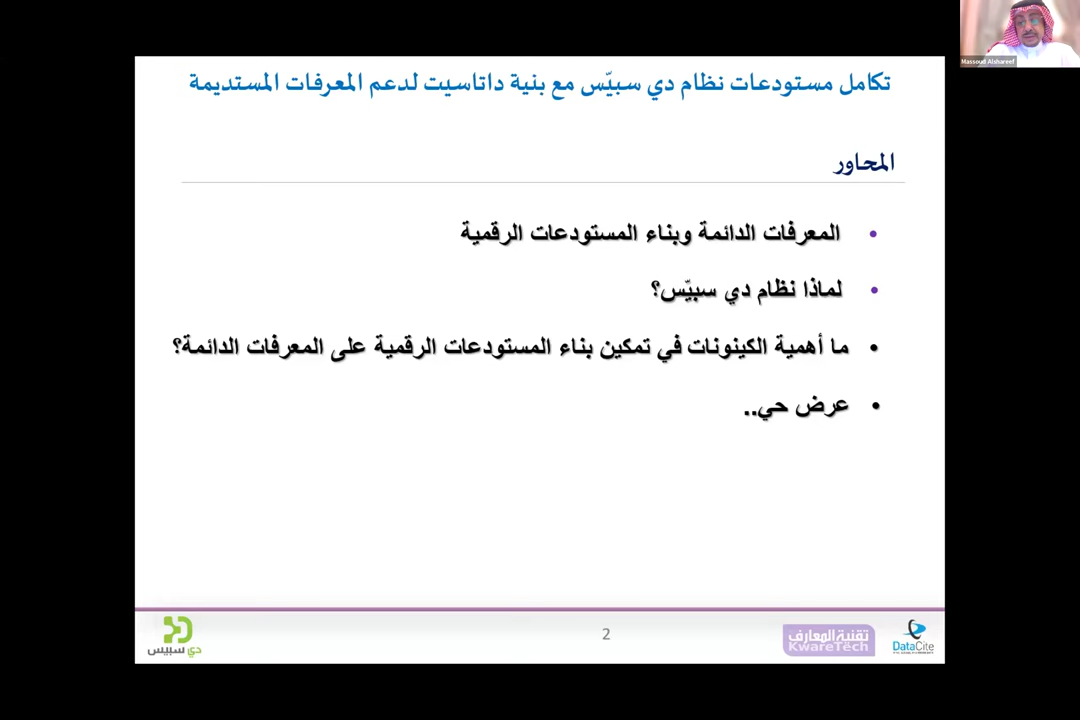 Massoud Alshareef
تكامل مستودعات نظام دي سبيّس مع بنية داتاسيت لدعم المعرفات المستديمة
المحاور
• المعرفات الدائمة وبناء المستودعات الرقمية
• لماذا نظام دي سبيّس؟
• ما أهمية الكينونات في تمكين بناء المستودعات الرقمية على المعرفات الدائمة؟
• عرض حي..
دي سبيس
2
تقنية المعارف
KwareTech
DataCite